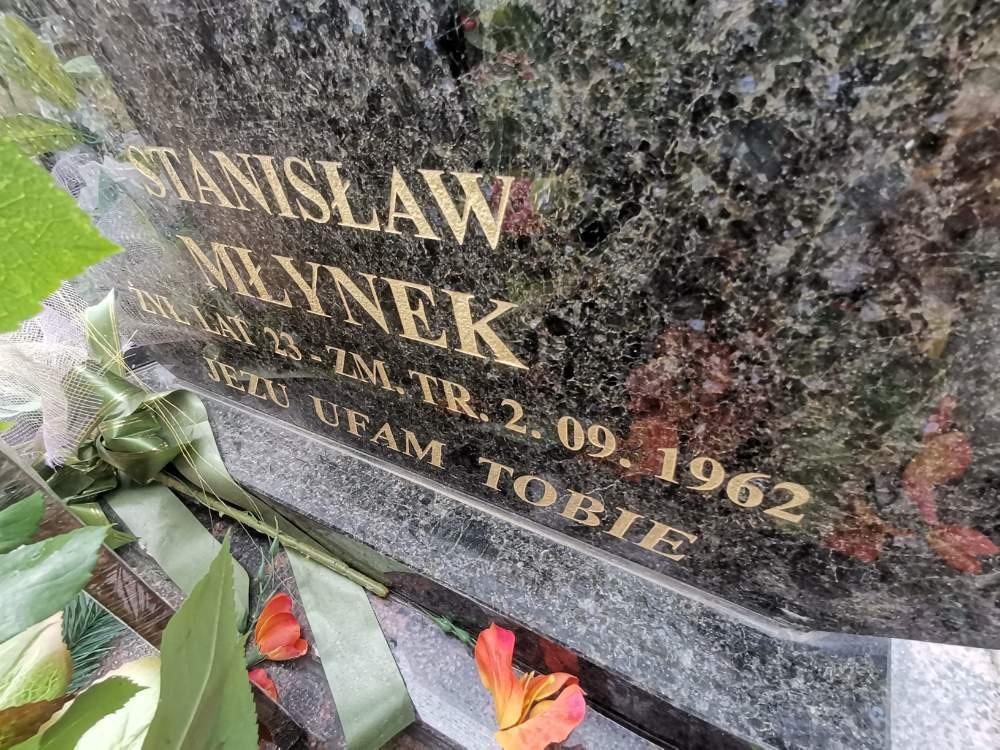 STANISŁAW
MŁYNEK
ŻYŁ LAT 23 - ZM. TR. 2. 09. 1962
JEZU UFAM TOBIE